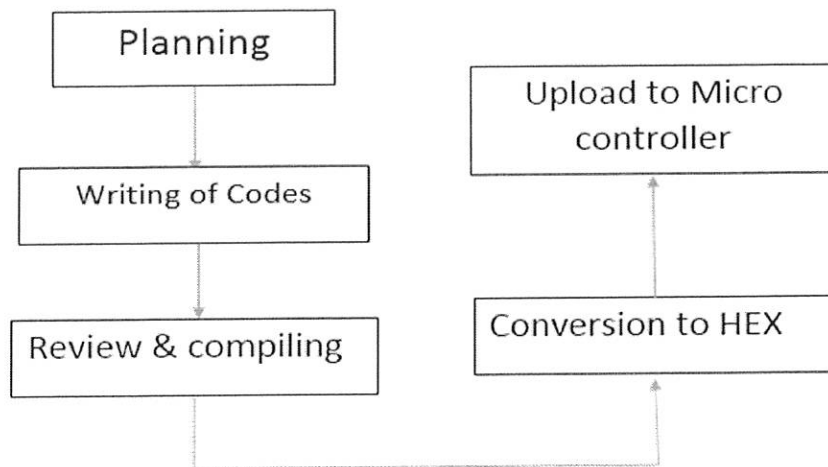 Planning
Writing of Codes
Review & compiling
Conversion to HEX
Upload to Micro
controller